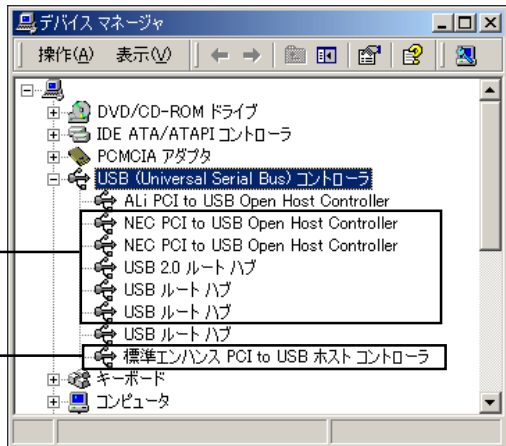 デバイス マネージャ
操作(A) 表示(V)
DVD/CD-ROM ドライブ
IDE ATA/ATAPI コントローラ
PCMCIA アダプタ
USB (Universal Serial Bus) コントローラ
ALi PCI to USB Open Host Controller
NEC PCI to USB Open Host Controller
NEC PCI to USB Open Host Controller
USB 2.0 ルート ハブ
USB ルート ハブ
USB ルート ハブ
USB ルート ハブ
標準エンハンス PCI to USB ホスト コントローラ
キーボード
コンピュータ